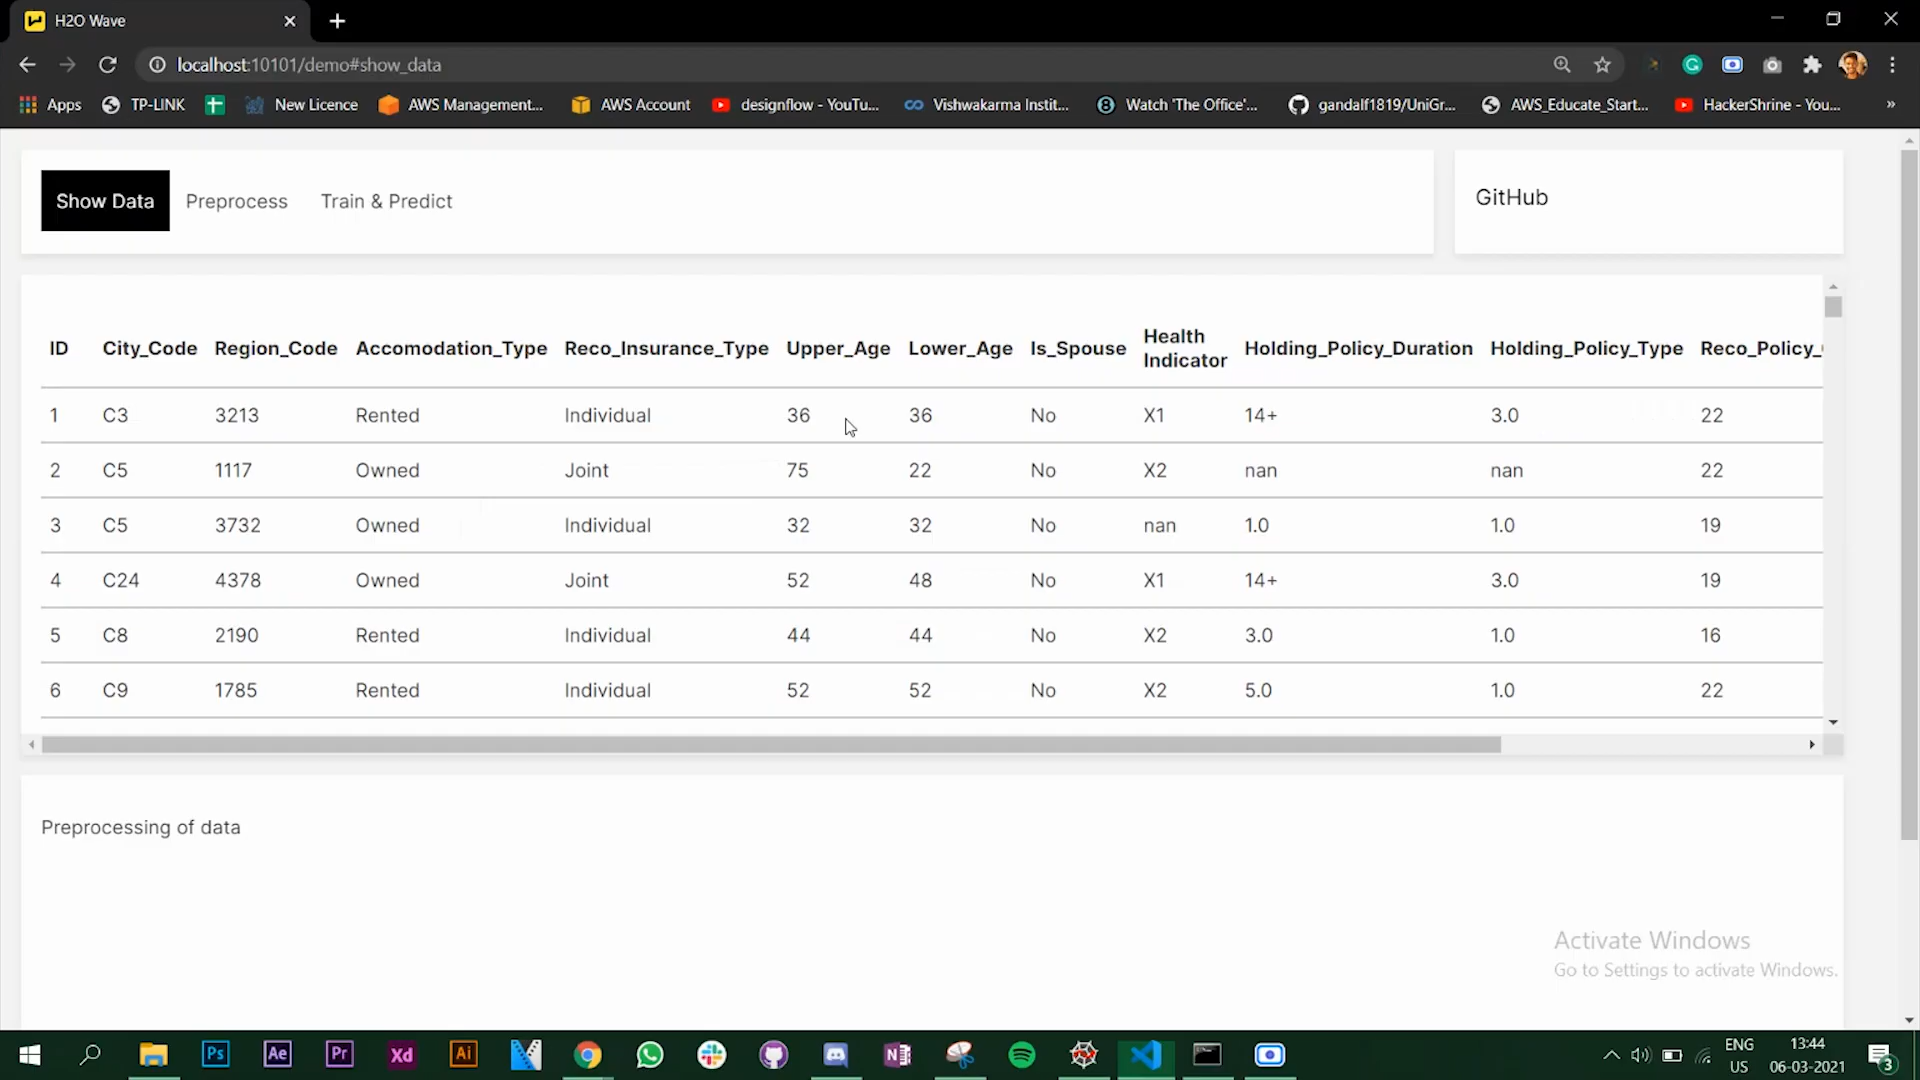 H2O Wave
localhost:10101/demo#show_data
Apps TP-LINK New Licence AWS Management... AWS Account designflow - YouTu... Vishwakarma Instit... Watch 'The Office'... gandalf1819/UniGr... AWS_Educate_Start... HackerShrine - You... »
Show Data Preprocess Train & Predict GitHub
ID City_Code Region_Code Accomodation_Type Reco_Insurance_Type Upper_Age Lower_Age Is_Spouse Health Indicator Holding_Policy_Duration Holding_Policy_Type Reco_Policy_
1 C3 3213 Rented Individual 36 36 No X1 14+ 3.0 22
2 C5 1117 Owned Joint 75 22 No X2 nan nan 22
3 C5 3732 Owned Individual 32 32 No nan 1.0 1.0 19
4 C24 4378 Owned Joint 52 48 No X1 14+ 3.0 19
5 C8 2190 Rented Individual 44 44 No X2 3.0 1.0 16
6 C9 1785 Rented Individual 52 52 No X2 5.0 1.0 22
Preprocessing of data
Activate Windows
Go to Settings to activate Windows.
Ps Ae Pr Xd Ai N
ENG 13:44
US 06-03-2021 3